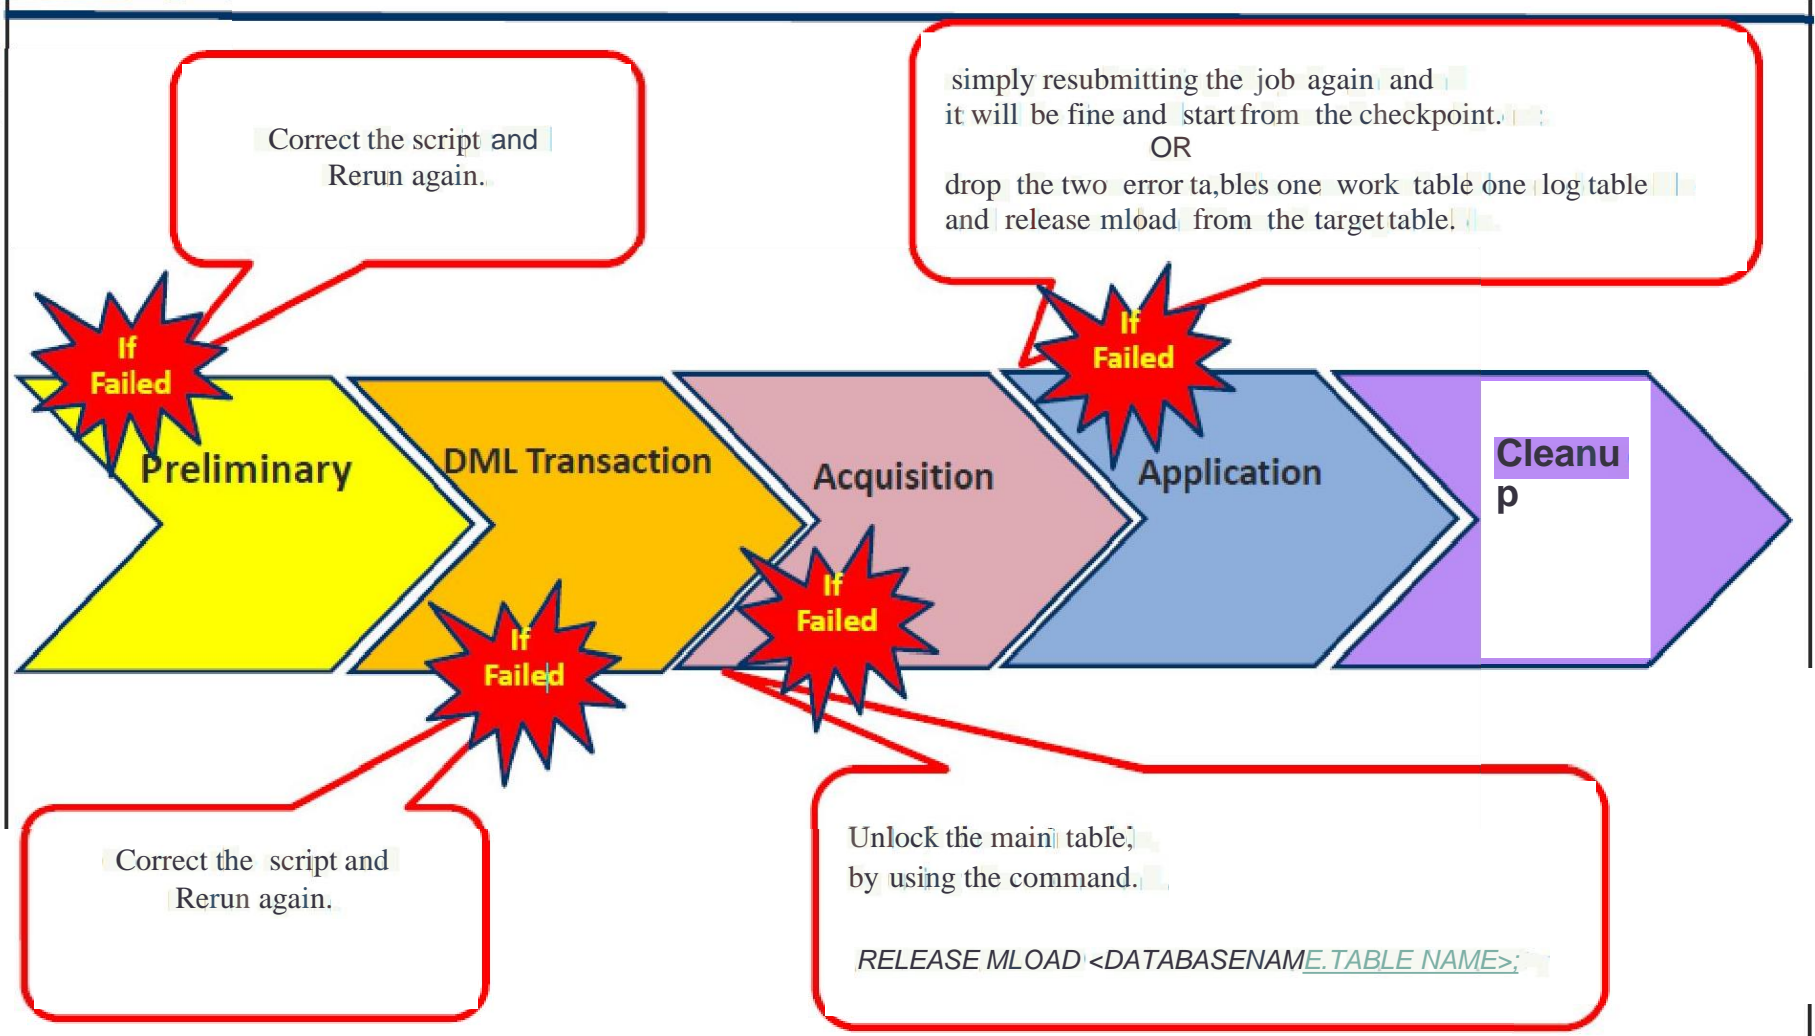 Correct the script and
Rerun again.
simply resubmitting the job again and
it will be fine and start from the checkpoint.
OR
drop the two error ta,bles one work table one log table
and release mload from the target table.
If
Failed
If
Failed
Preliminary
DML Transaction
Acquisition
Application
Cleanu
p
If
Failed
If
Failed
Correct the script and
Rerun again.
Unlock the main table,
by using the command.
RELEASE MLOAD <DATABASENAME.TABLE NAME>;